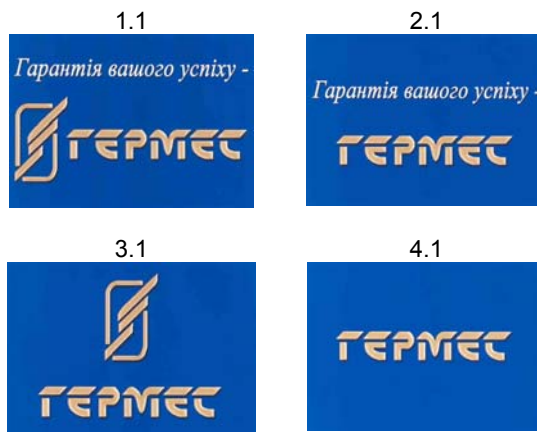 1.1
Гарантія вашого успіху -
ГЕРМЕС
2.1
Гарантія вашого успіху -
ГЕРМЕС
3.1
ГЕРМЕС
4.1
ГЕРМЕС